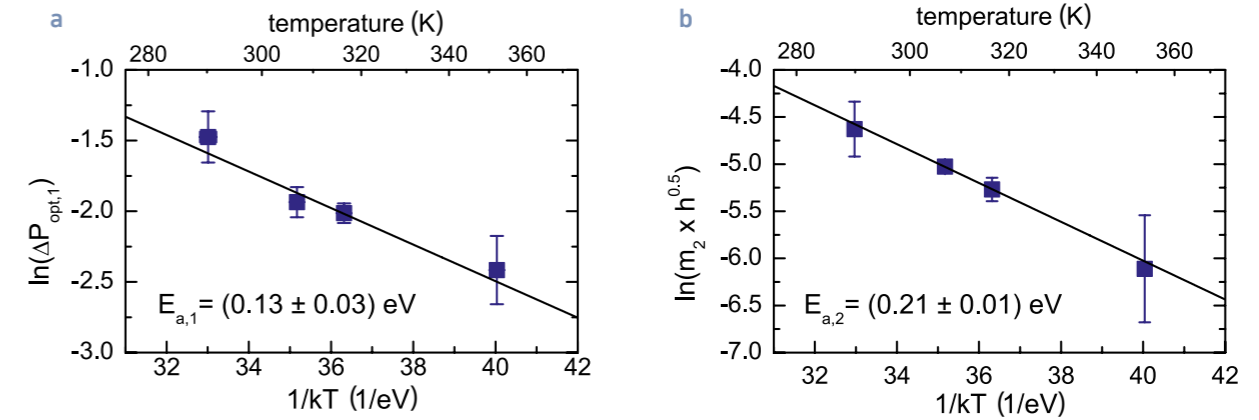 a
temperature (K)
280 300 320 340 360
-1.0
-1.5
-2.0
-2.5
-3.0
ln(ΔP_opt,1)
E_a,1 = (0.13 ± 0.03) eV
32 34 36 38 40 42
1/kT (1/eV)
b
temperature (K)
280 300 320 340 360
-4.0
-4.5
-5.0
-5.5
-6.0
-6.5
-7.0
ln(m_2 x h^0.5)
E_a,2 = (0.21 ± 0.01) eV
32 34 36 38 40 42
1/kT (1/eV)